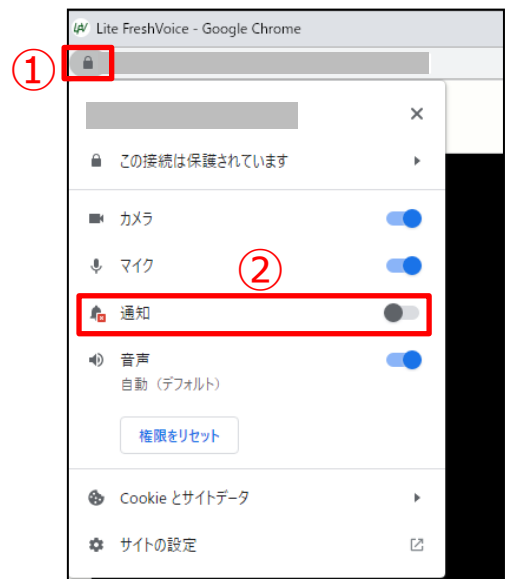 Lite FreshVoice - Google Chrome
①
この接続は保護されています
カメラ
マイク
②
通知
音声
自動（デフォルト）
権限をリセット
Cookie とサイトデータ
サイトの設定